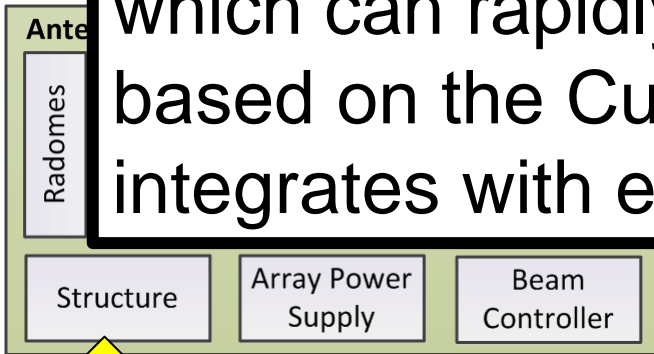 which can rapidly
Ante
based on the Cu
Radomes
integrates with e
Structure
Array Power
Supply
Beam
Controller